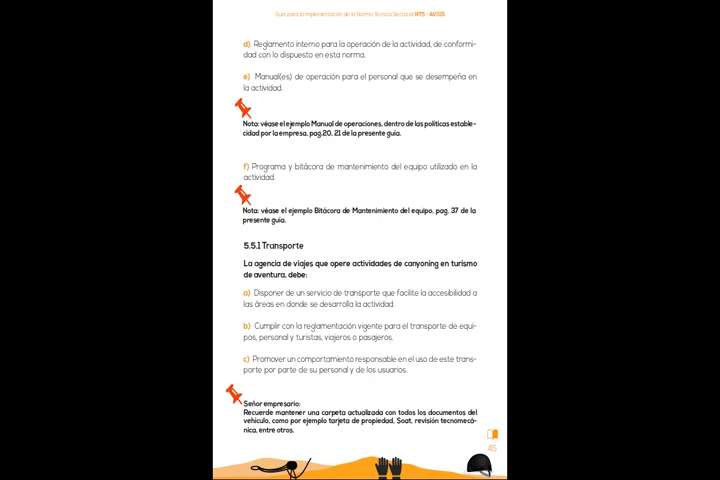 Guía para la Implementación de la Norma Técnica Sectorial NTS - AV015
d) Reglamento interno para la operación de la actividad, de conformi-
dad con lo dispuesto en esta norma.
e) Manual(es) de operación para el personal que se desempeña en
la actividad.
Nota: véase el ejemplo Manual de operaciones, dentro de las políticas estable-
cidad por la empresa, pag.20, 21 de la presente guía.
f) Programa y bitácora de mantenimiento del equipo utilizado en la
actividad.
Nota: véase el ejemplo Bitácora de Mantenimiento del equipo, pag. 37 de la
presente guía.
5.5.1 Transporte
La agencia de viajes que opere actividades de canyoning en turismo
de aventura, debe:
a) Disponer de un servicio de transporte que facilite la accesibilidad a
las áreas en donde se desarrolla la actividad.
b) Cumplir con la reglamentación vigente para el transporte de equi-
pos, personal y turistas, viajeros o pasajeros.
c) Promover un comportamiento responsable en el uso de este trans-
porte por parte de su personal y de los usuarios.
Señor empresario:
Recuerde mantener una carpeta actualizada con todos los documentos del
vehículo, como por ejemplo tarjeta de propiedad, Soat, revisión tecnomecá-
nica, entre otros.
45